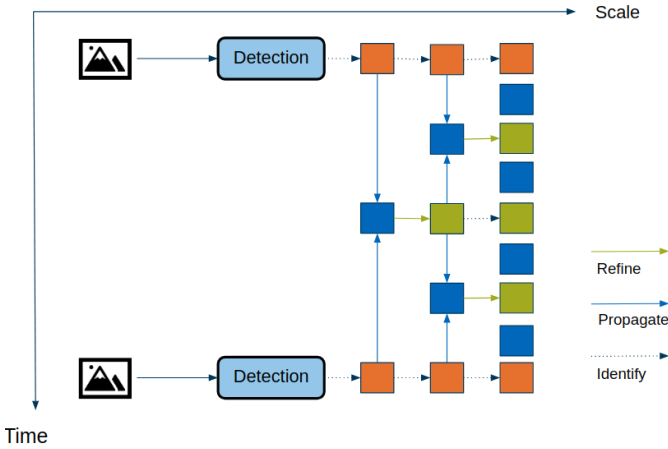 Scale
Detection
Refine
Propagate
Identify
Detection
Time